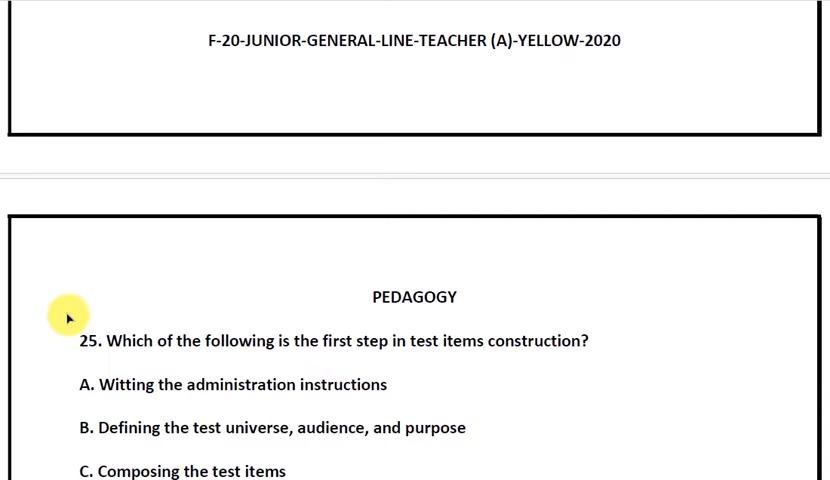 F-20-JUNIOR-GENERAL-LINE-TEACHER (A)-YELLOW-2020
PEDAGOGY
25. Which of the following is the first step in test items construction?
A. Witting the administration instructions
B. Defining the test universe, audience, and purpose
C. Composing the test items